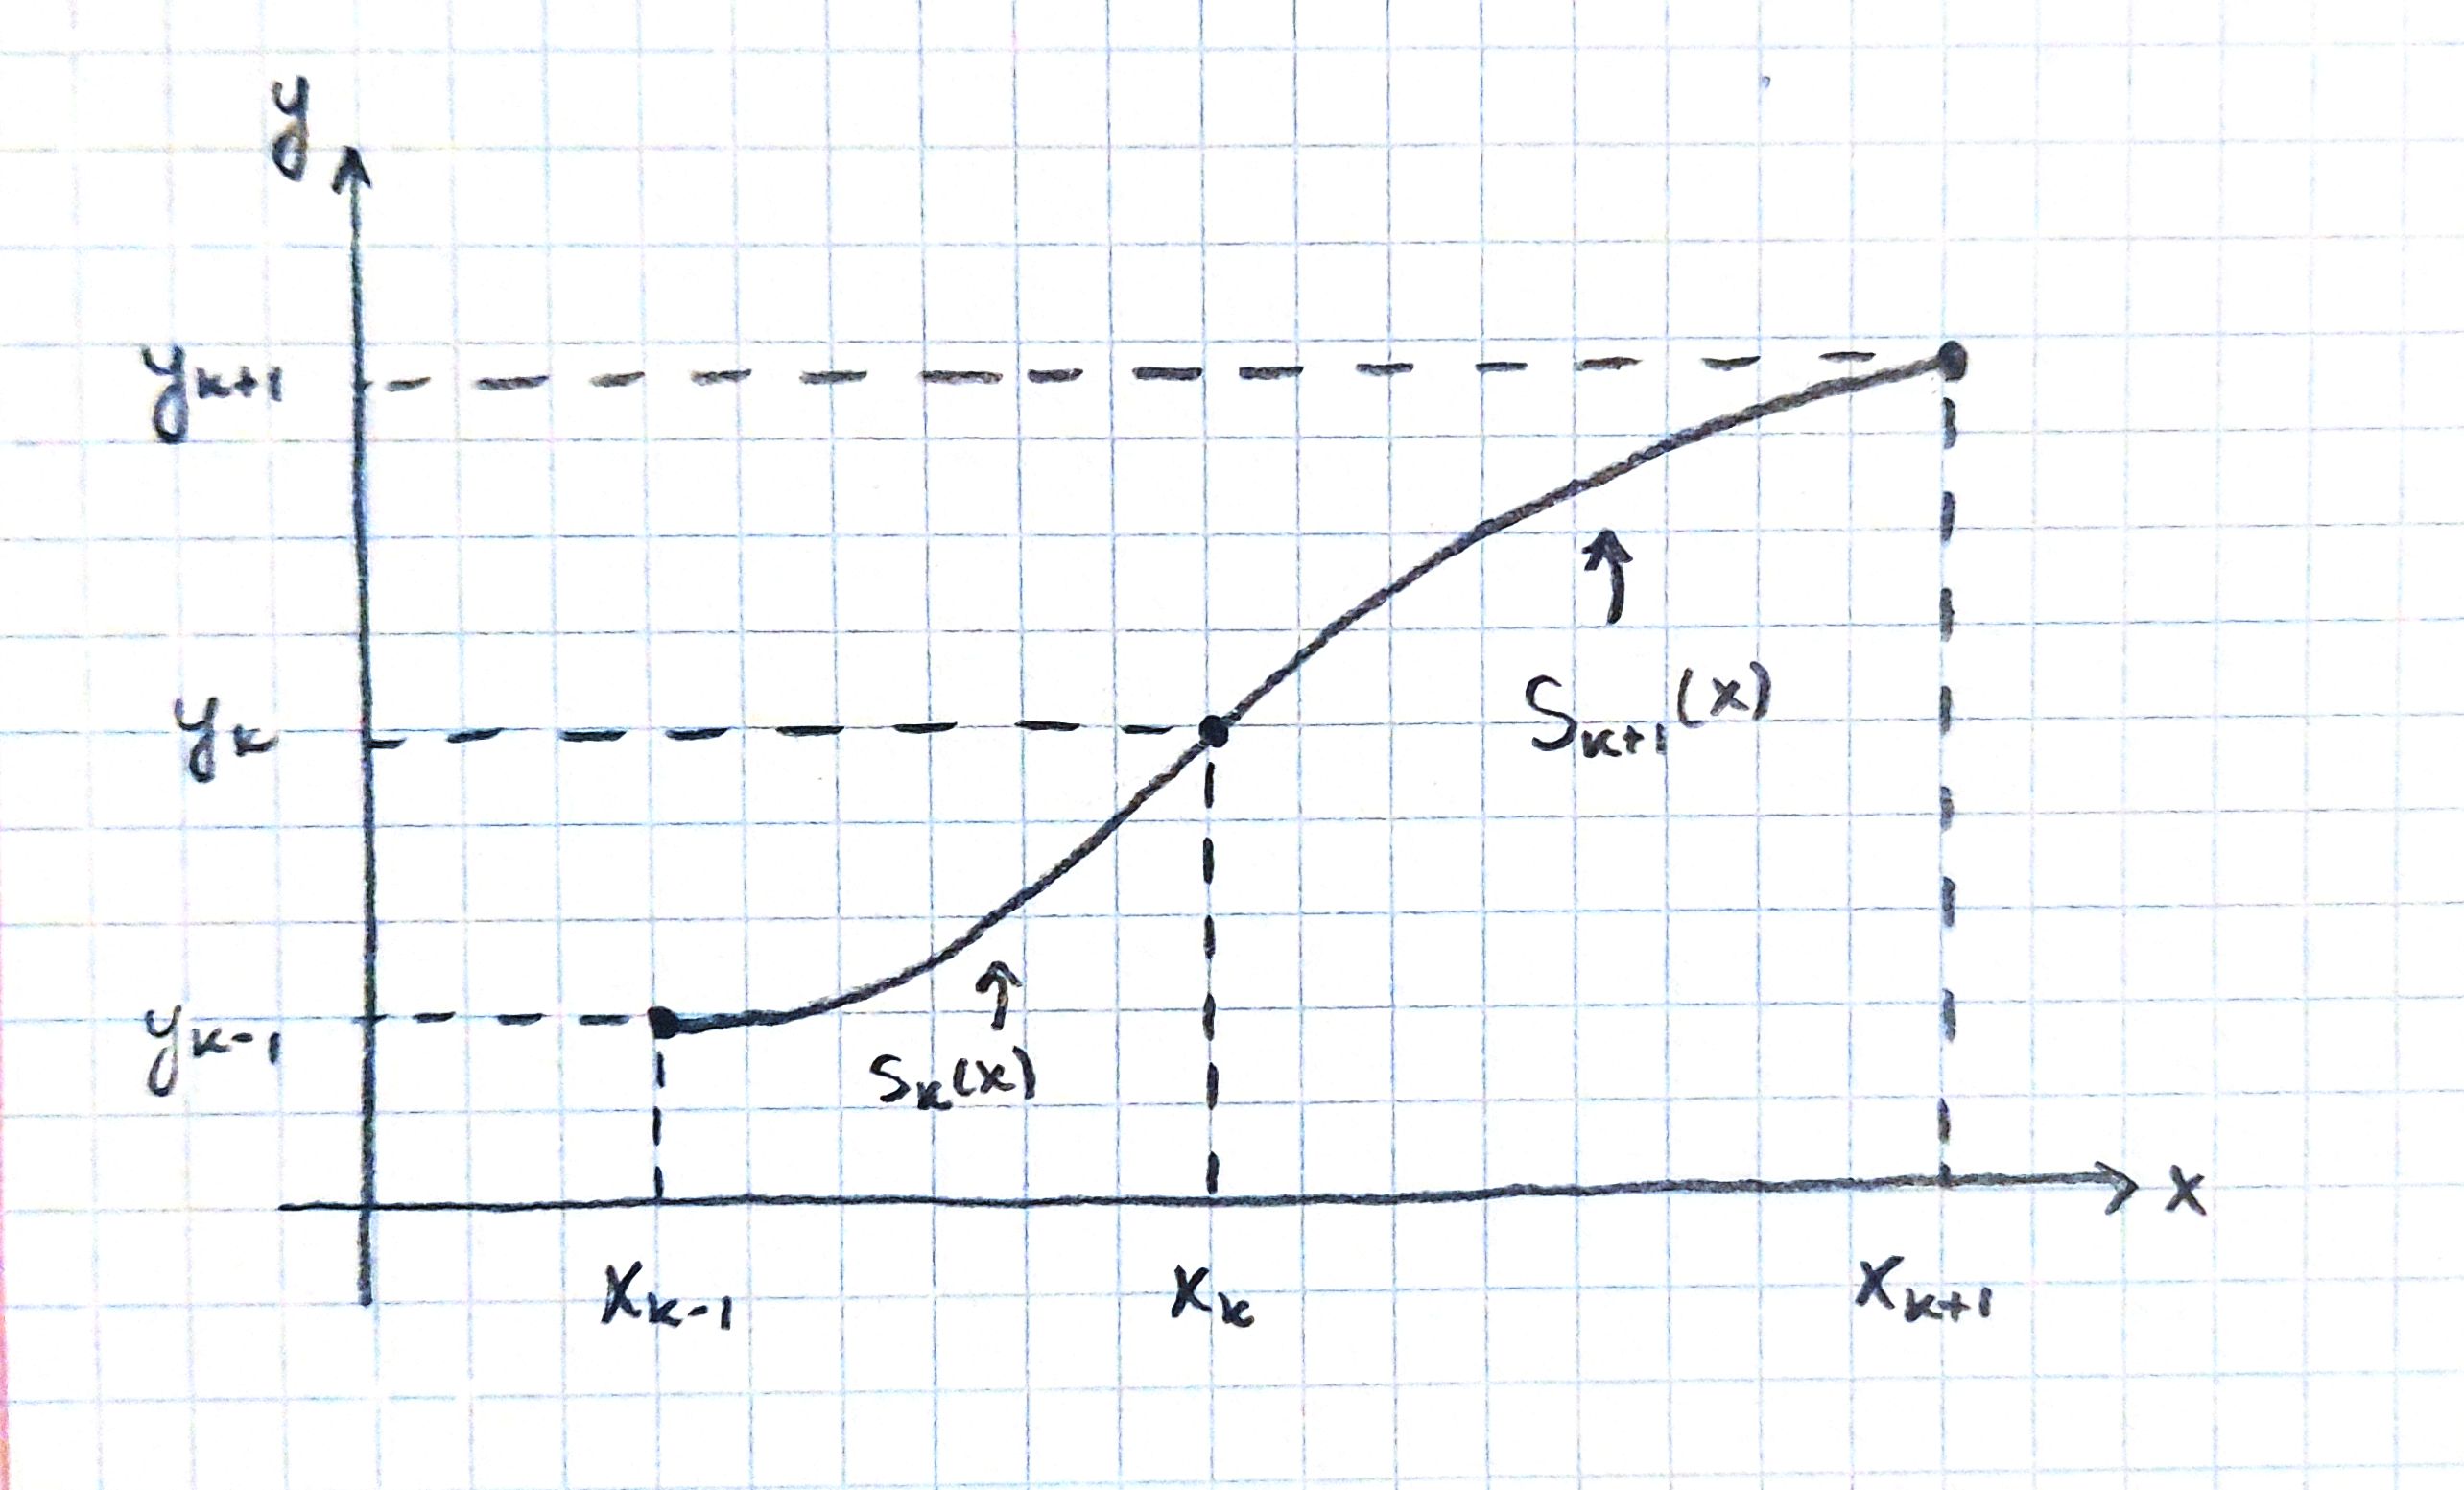 y
y_{k+1}
S_{k+1}(x)
y_k
y_{k-1}
S_k(x)
x
x_{k-1} x_k x_{k+1}